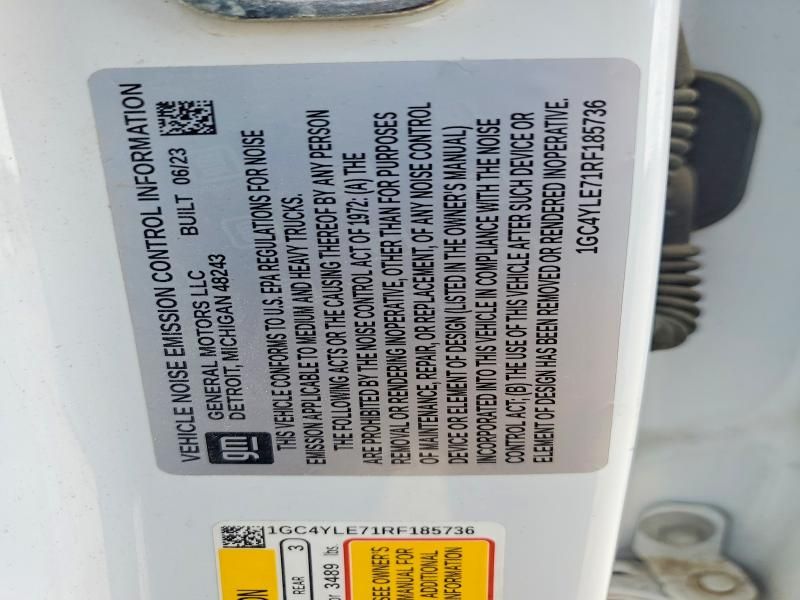 VEHICLE NOISE EMISSION CONTROL INFORMATION
gm
GENERAL MOTORS LLC BUILT 06/23
DETROIT, MICHIGAN 48243
THIS VEHICLE CONFORMS TO U.S. EPA REGULATIONS FOR NOISE
EMISSION APPLICABLE TO MEDIUM AND HEAVY TRUCKS.
THE FOLLOWING ACTS OR THE CAUSING THEREOF BY ANY PERSON
ARE PROHIBITED BY THE NOISE CONTROL ACT OF 1972: (A) THE
REMOVAL OR RENDERING INOPERATIVE, OTHER THAN FOR PURPOSES
OF MAINTENANCE, REPAIR, OR REPLACEMENT, OF ANY NOISE CONTROL
DEVICE OR ELEMENT OF DESIGN (LISTED IN THE OWNER'S MANUAL)
INCORPORATED INTO THIS VEHICLE IN COMPLIANCE WITH THE NOISE
CONTROL ACT; (B) THE USE OF THIS VEHICLE AFTER SUCH DEVICE OR
ELEMENT OF DESIGN HAS BEEN REMOVED OR RENDERED INOPERATIVE.
1GC4YLE71RF185736
1GC4YLE71RF185736
ON
REAR 3
or 3489 lbs.
SEE OWNER'S
MANUAL FOR
ADDITIONAL
INFORMATION